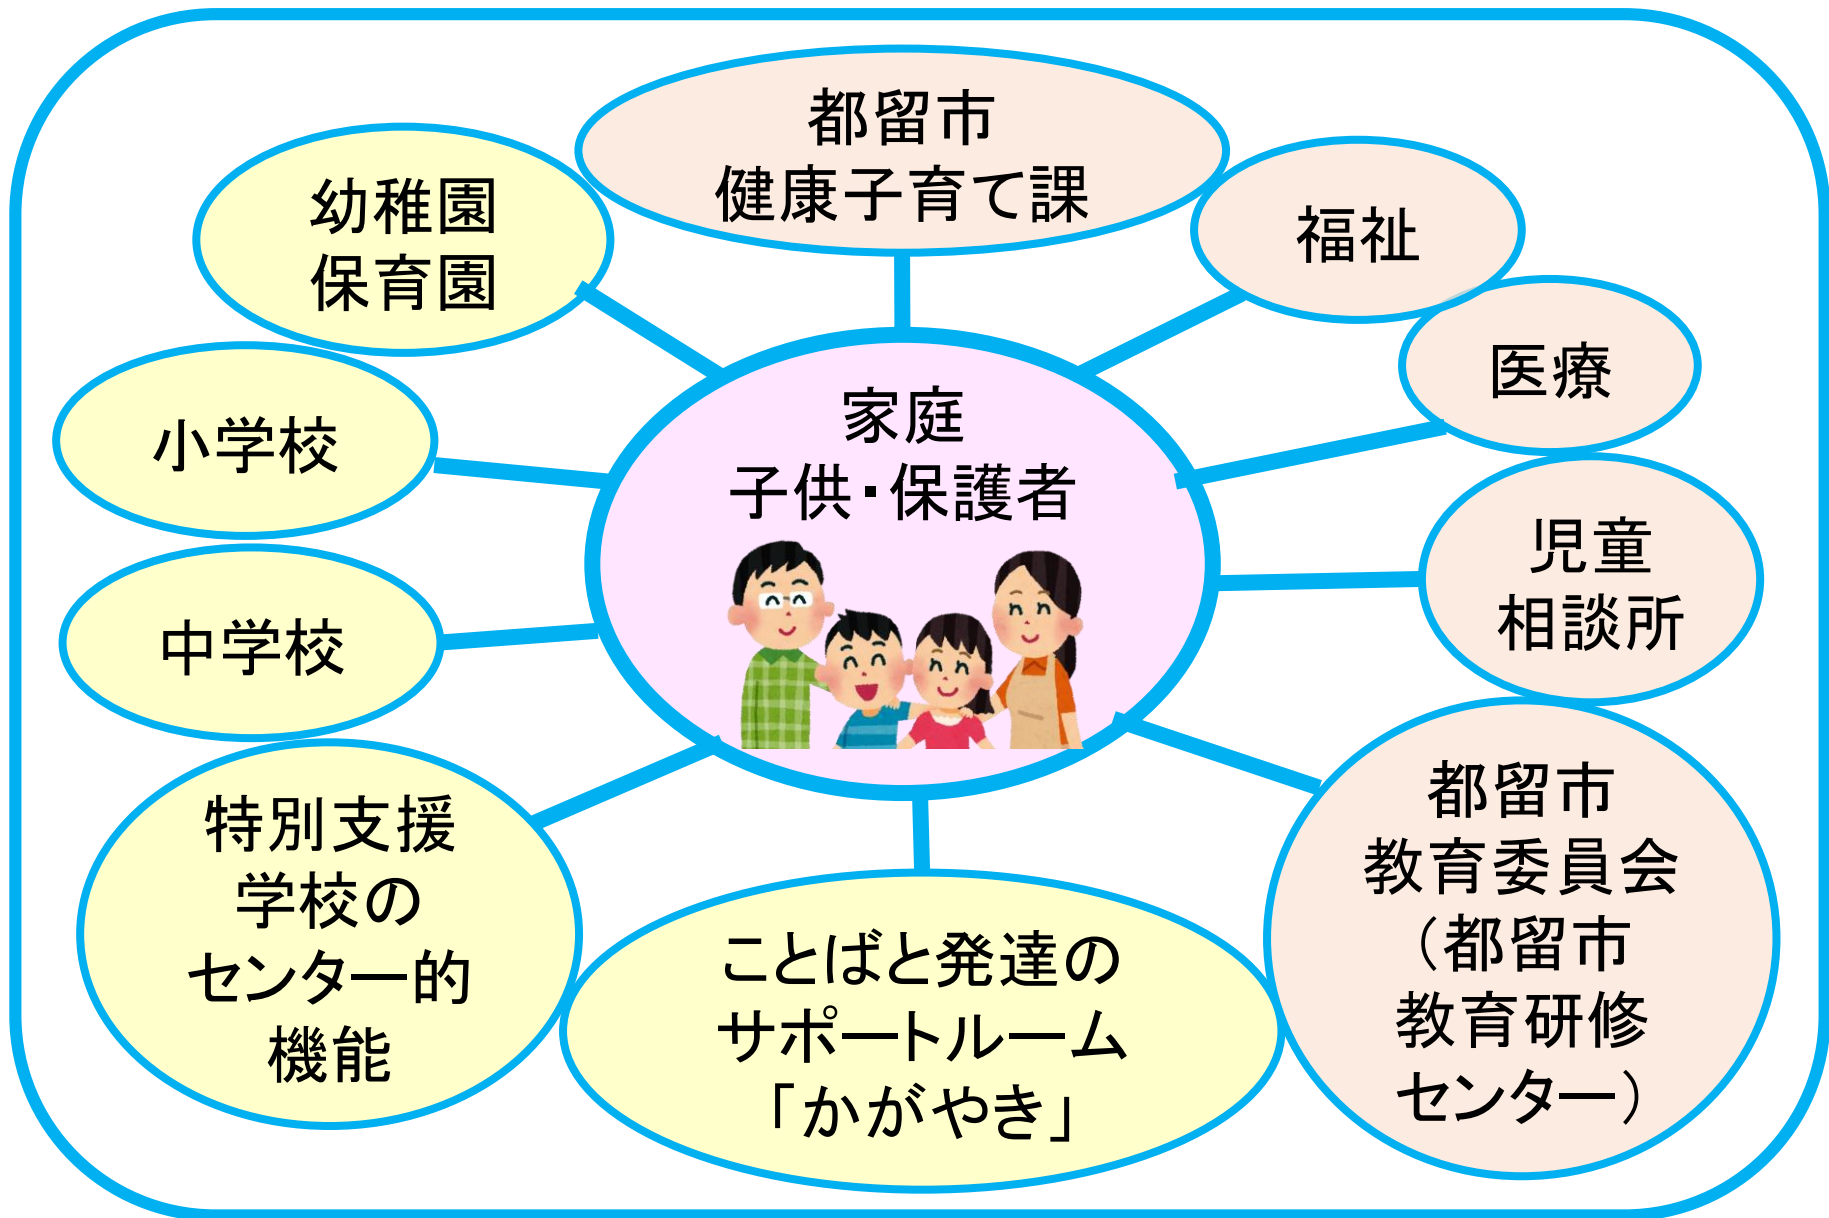 都留市
健康子育て課
幼稚園
保育園
福祉
医療
小学校
家庭
子供・保護者
児童
相談所
中学校
特別支援
学校の
センター的
機能
ことばと発達の
サポートルーム
「かがやき」
都留市
教育委員会
（都留市
教育研修
センター）